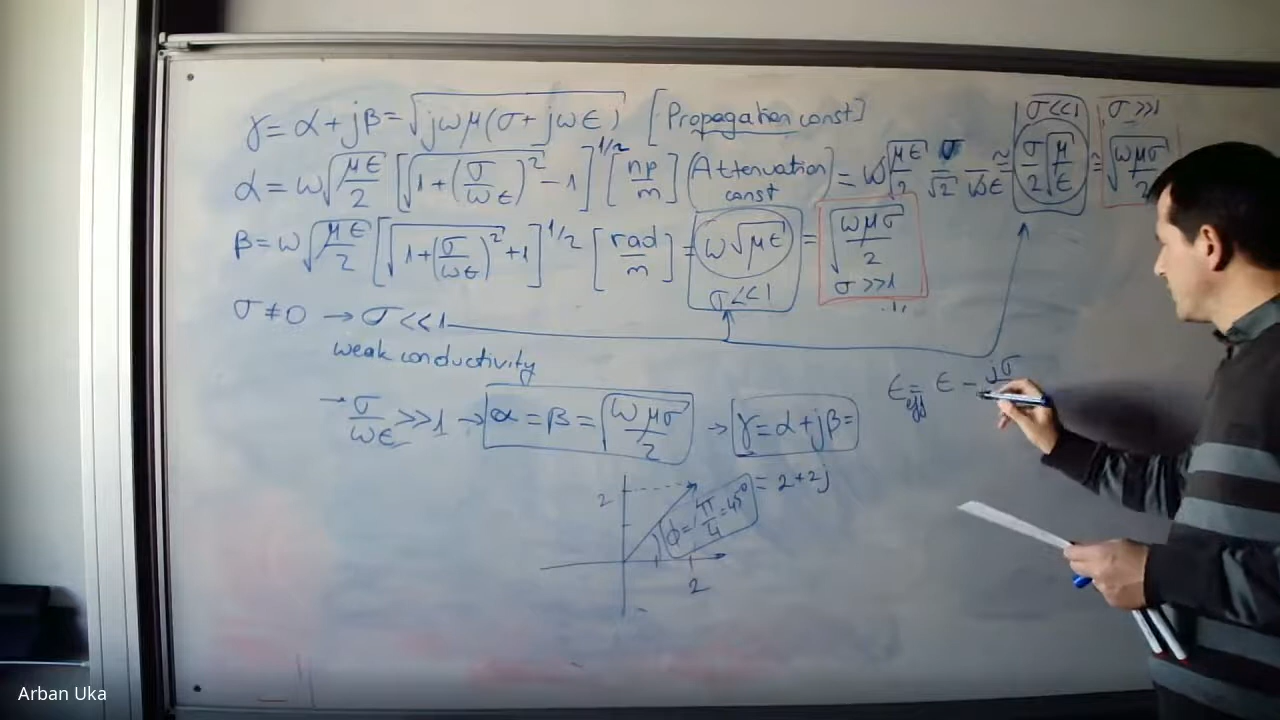 γ = α + jβ = √(jωμ(σ + jωε)) [Propagation const]
α = ω√(με/2) [√(1+(σ/ωε)²) - 1]^1/2 [np/m] (Attenuation const) = ω√(με/2) σ/√2 1/ωε ≅ σ/2 √(μ/ε) σ<<1 = √(ωμσ/2) σ>>1
β = ω√(με/2) [√(1+(σ/ωε)²) + 1]^1/2 [rad/m] = ω√(με) σ<<1 = √(ωμσ/2) σ>>1
σ ≠ 0 → σ<<1
weak conductivity
→ σ/ωε >> 1 → α = β = √(ωμσ/2) → γ = α + jβ =
ε_eff = ε - jσ
2 φ = π/4 = 45° = 2+2j
2
Arban Uka